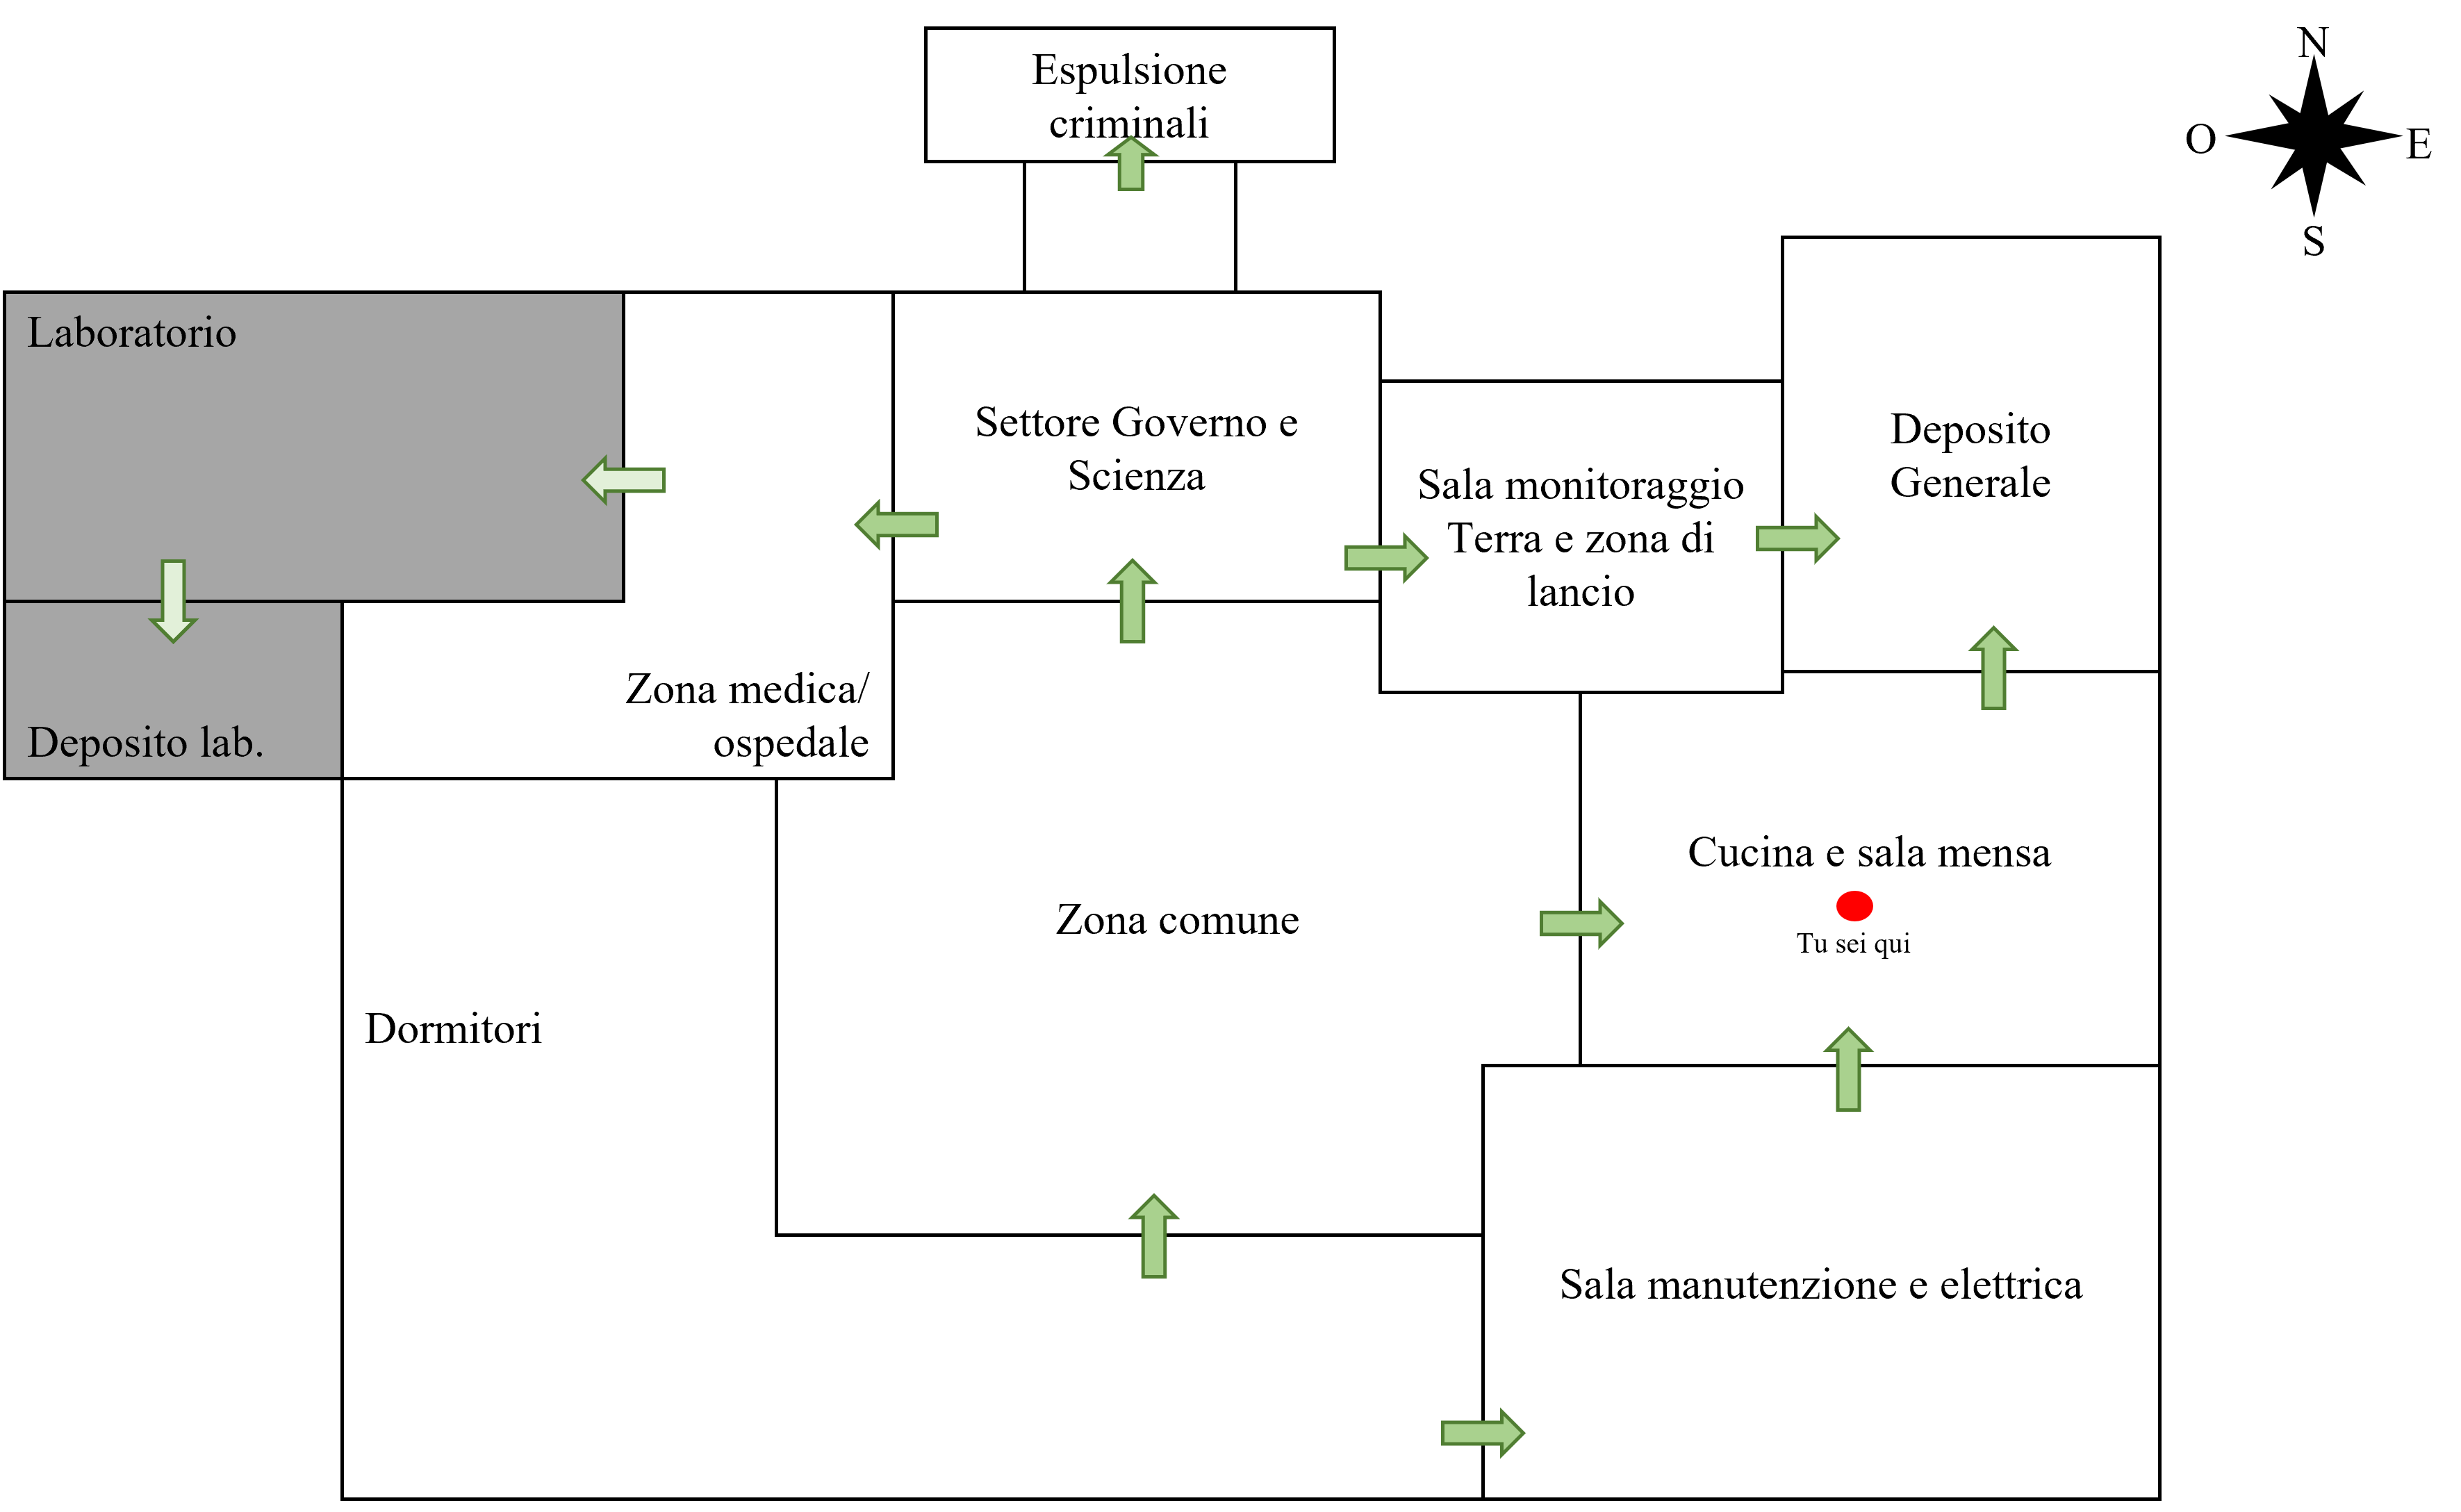 Espulsione
criminali
N
O
E
S
Laboratorio
Settore Governo e
Scienza
Sala monitoraggio
Terra e zona di
lancio
Deposito
Generale
Deposito lab.
Zona medica/
ospedale
Cucina e sala mensa
Tu sei qui
Zona comune
Dormitori
Sala manutenzione e elettrica